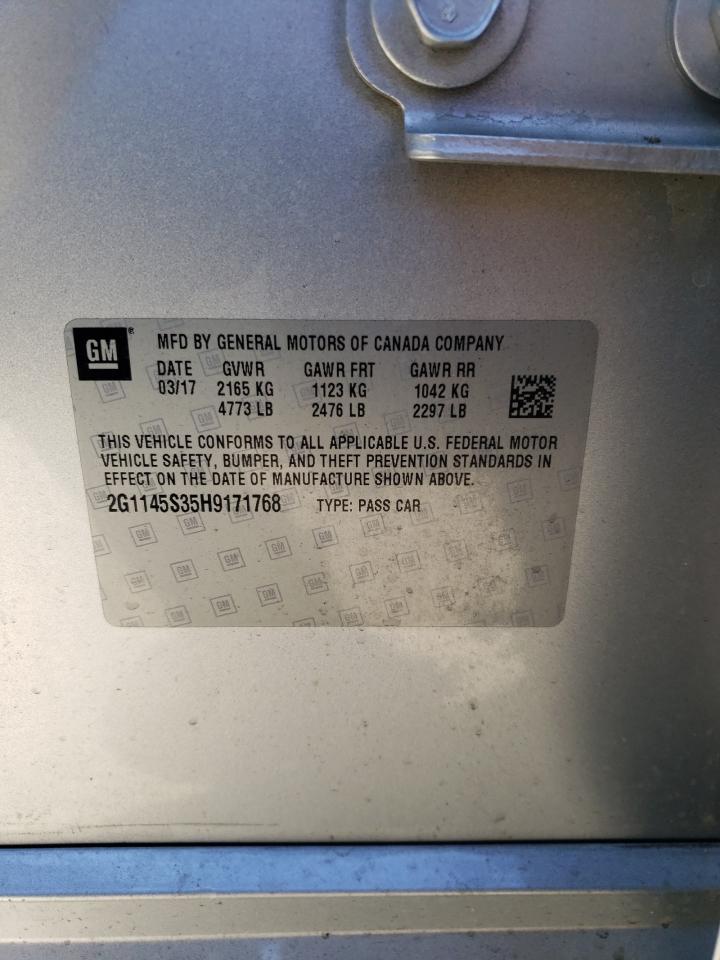 GM ® MFD BY GENERAL MOTORS OF CANADA COMPANY
DATE GVWR GAWR FRT GAWR RR
03/17 2165 KG 1123 KG 1042 KG
4773 LB 2476 LB 2297 LB
THIS VEHICLE CONFORMS TO ALL APPLICABLE U.S. FEDERAL MOTOR
VEHICLE SAFETY, BUMPER, AND THEFT PREVENTION STANDARDS IN
EFFECT ON THE DATE OF MANUFACTURE SHOWN ABOVE.
2G1145S35H9171768 TYPE: PASS CAR